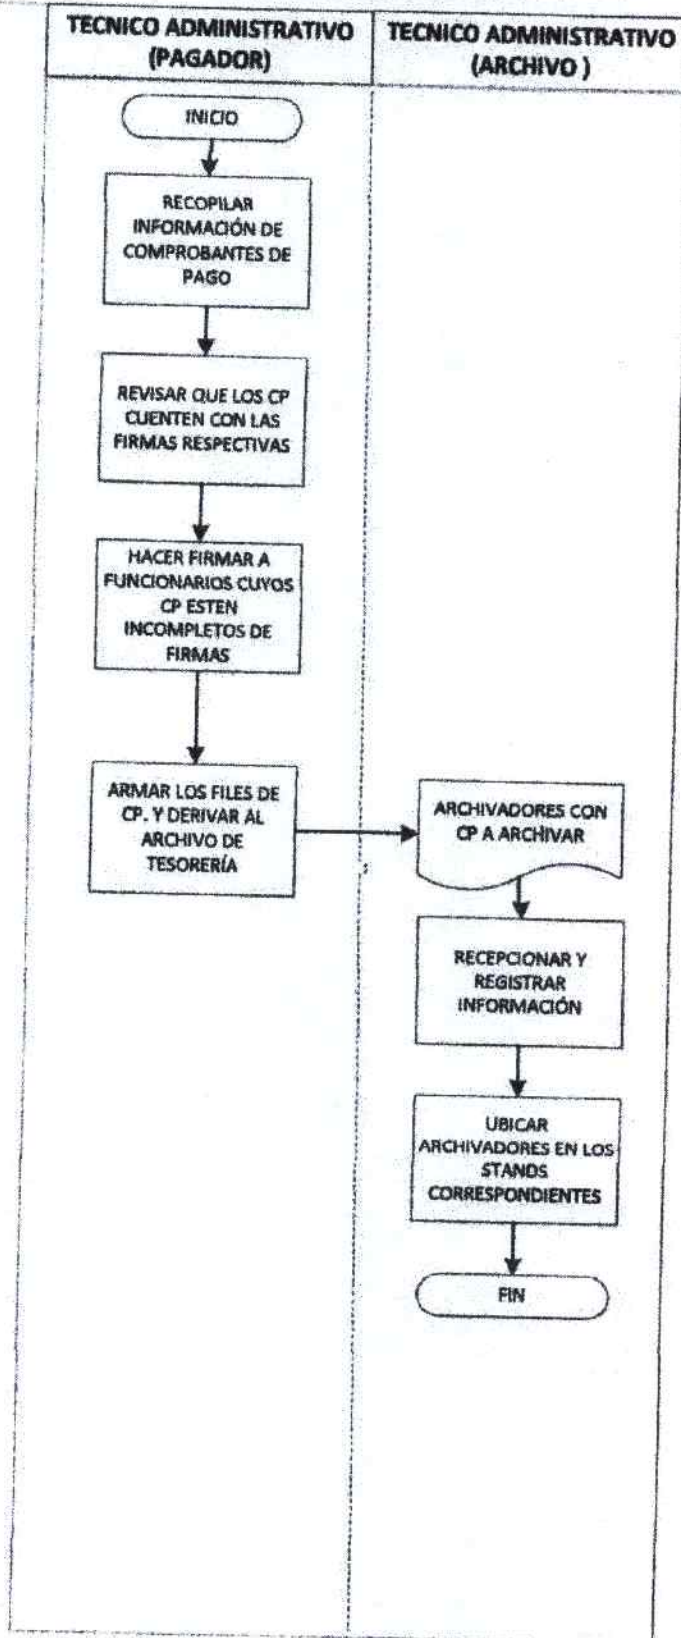 TECNICO ADMINISTRATIVO
(PAGADOR)
TECNICO ADMINISTRATIVO
(ARCHIVO )
INICIO
RECOPILAR
INFORMACIÓN DE
COMPROBANTES DE
PAGO
REVISAR QUE LOS CP
CUENTEN CON LAS
FIRMAS RESPECTIVAS
HACER FIRMAR A
FUNCIONARIOS CUYOS
CP ESTEN
INCOMPLETOS DE
FIRMAS
ARMAR LOS FILES DE
CP. Y DERIVAR AL
ARCHIVO DE
TESORERÍA
ARCHIVADORES CON
CP A ARCHIVAR
RECEPCIONAR Y
REGISTRAR
INFORMACIÓN
UBICAR
ARCHIVADORES EN LOS
STANDS
CORRESPONDIENTES
FIN